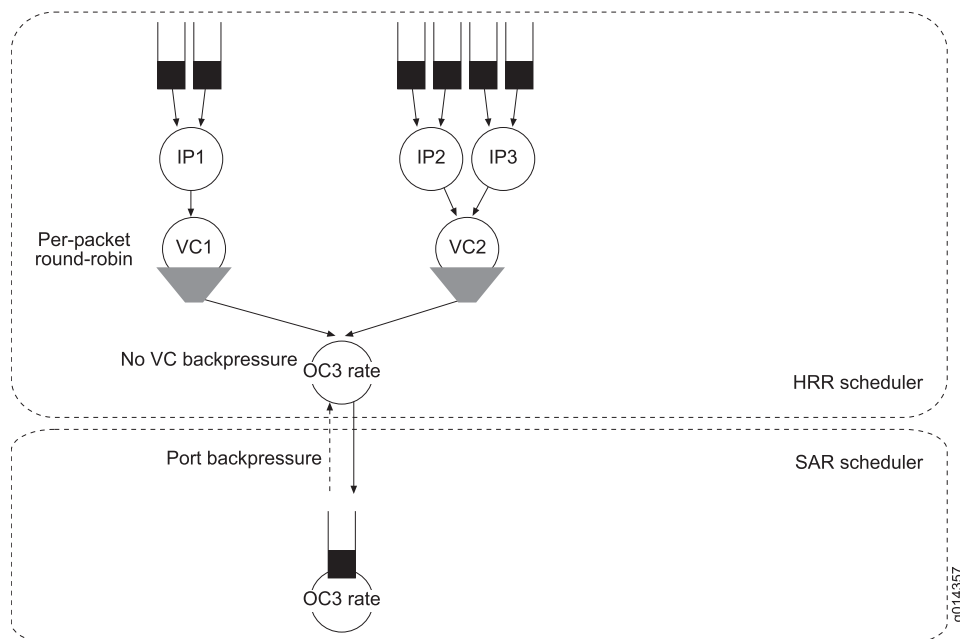 IP1
IP2
IP3
Per-packet
round-robin
VC1
VC2
No VC backpressure
OC3 rate
HRR scheduler
Port backpressure
SAR scheduler
OC3 rate
g014357